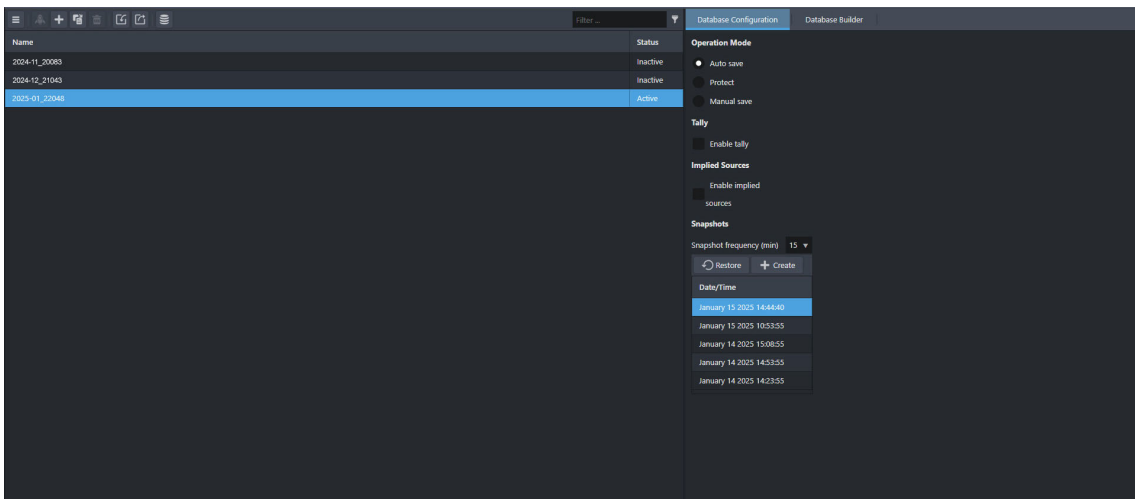 Filter ...
Database Configuration
Database Builder
Name
Status
2024-11_20083
Inactive
2024-12_21043
Inactive
2025-01_22048
Active
Operation Mode
Auto save
Protect
Manual save
Tally
Enable tally
Implied Sources
Enable implied
sources
Snapshots
Snapshot frequency (min)
15
Restore
Create
Date/Time
January 15 2025 14:44:40
January 15 2025 10:53:55
January 14 2025 15:08:55
January 14 2025 14:53:55
January 14 2025 14:23:55